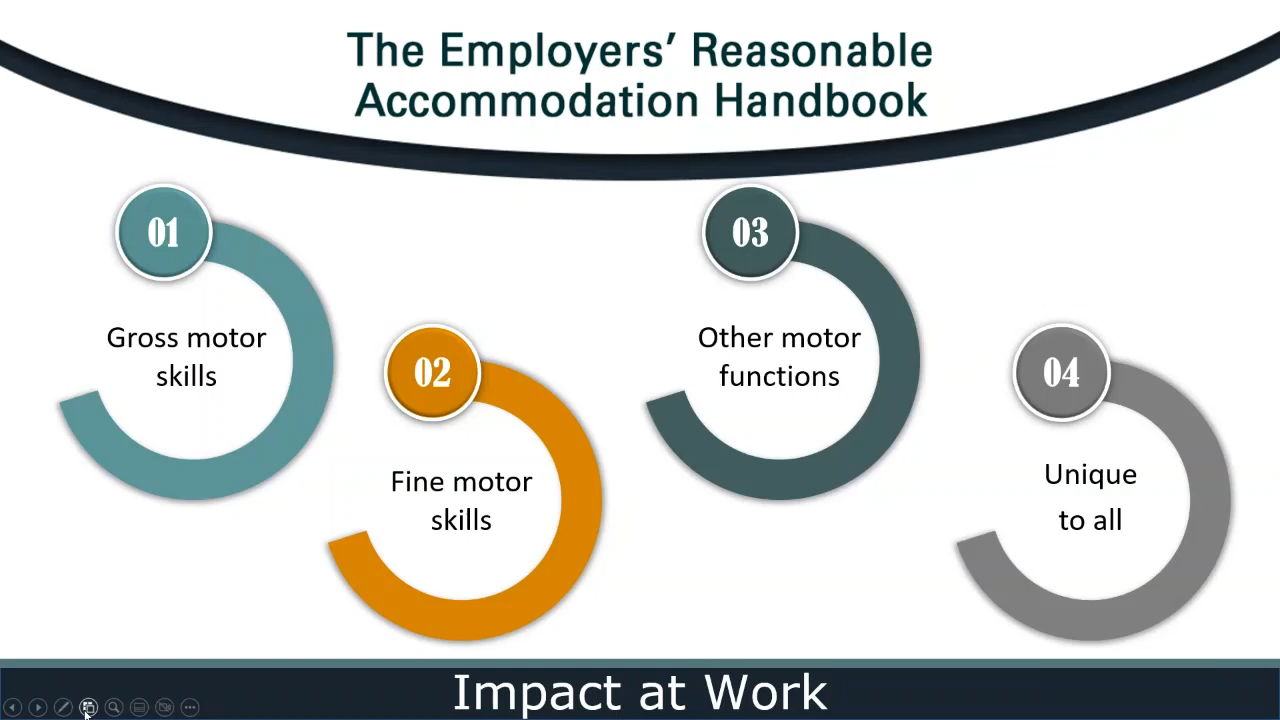 The Employers’ Reasonable
Accommodation Handbook
01
Gross motor
skills
02
Fine motor
skills
03
Other motor
functions
04
Unique
to all
Impact at Work